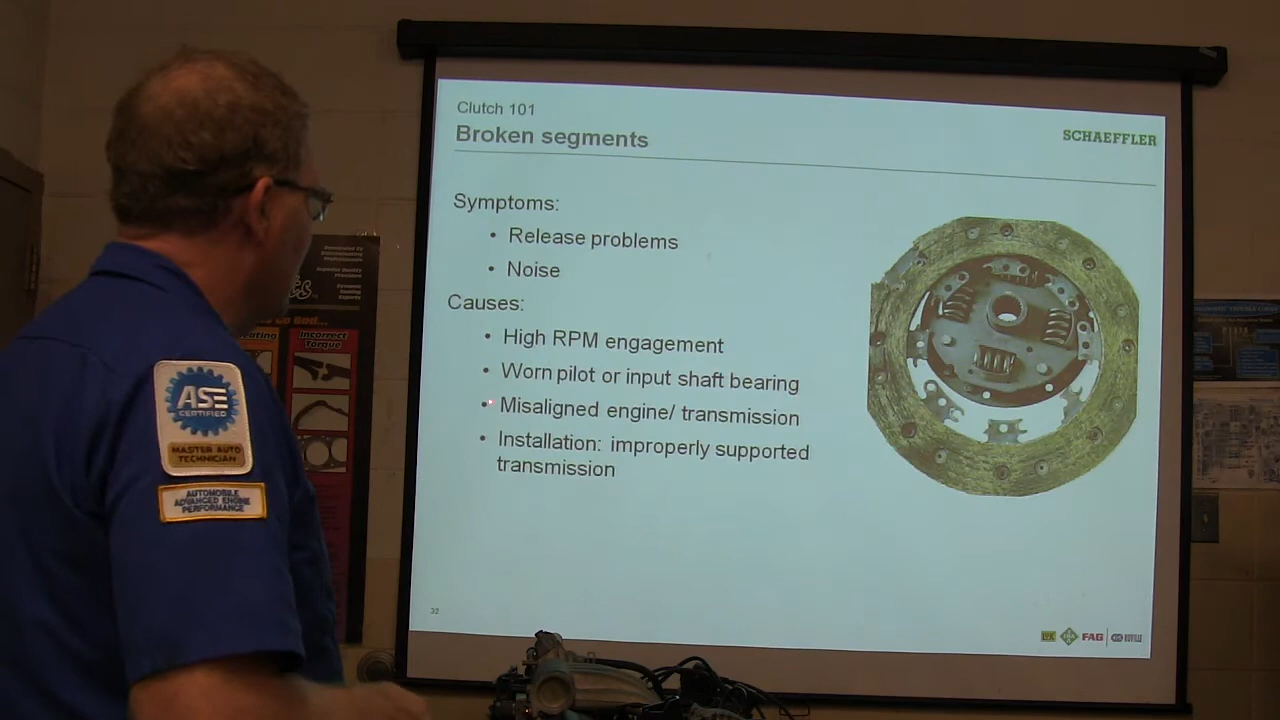 Clutch 101
Broken segments
SCHAEFFLER
Symptoms:
• Release problems
• Noise
Causes:
• High RPM engagement
• Worn pilot or input shaft bearing
• Misaligned engine/ transmission
• Installation: improperly supported
transmission
LUK
FAG
RUVILLE
ASE
CERTIFIED
MASTER AUTO
TECHNICIAN
AUTOMOBILE
ADVANCED ENGINE
PERFORMANCE
Incorrect
Torque